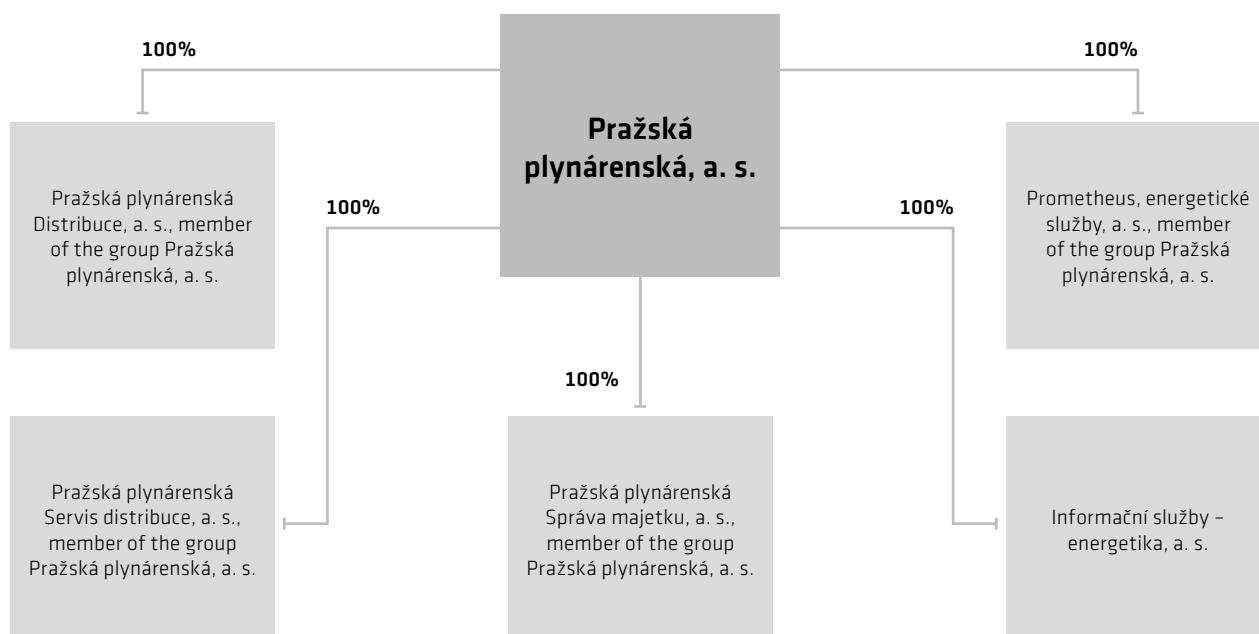 100%
100%
Pražská
plynárenská, a. s.
Pražská plynárenská
Distribuce, a. s., member
of the group Pražská
plynárenská, a. s.
100%
100%
Prometheus, energetické
služby, a. s., member
of the group Pražská
plynárenská, a. s.
100%
Pražská plynárenská
Servis distribuce, a. s.,
member of the group
Pražská plynárenská, a. s.
Pražská plynárenská
Správa majetku, a. s.,
member of the group
Pražská plynárenská, a. s.
Informační služby –
energetika, a. s.